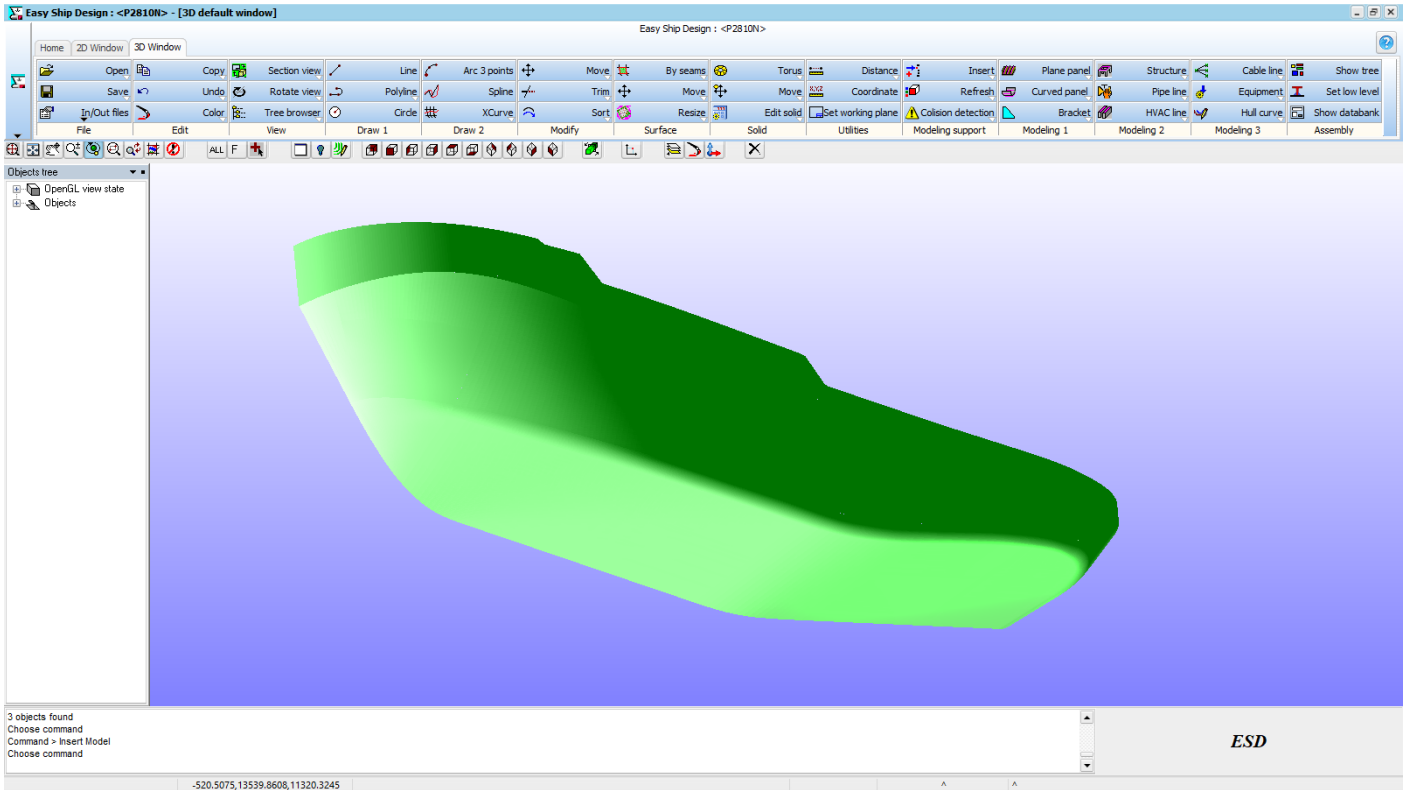 Easy Ship Design : <P2810N> - [3D default window]
Easy Ship Design : <P2810N>
Home 2D Window 3D Window
Open Copy Section view Line Arc 3 points Move By seams Torus Distance Insert Plane panel Structure Cable line Show tree
Save Undo Rotate view Polyline Spline Trim Move Move X,Y,Z Coordinate Refresh Curved panel Pipe line Equipment Set low level
In/Out files Color Tree browser Circle XCurve Sort Resize Edit solid Set working plane Colision detection Bracket HVAC line Hull curve Show databank
File Edit View Draw 1 Draw 2 Modify Surface Solid Utilities Modeling support Modeling 1 Modeling 2 Modeling 3 Assembly
ALL F
Objects tree
OpenGL view state
Objects
3 objects found
Choose command
Command > Insert Model
Choose command
ESD
-520.5075,13539.8608,11320.3245